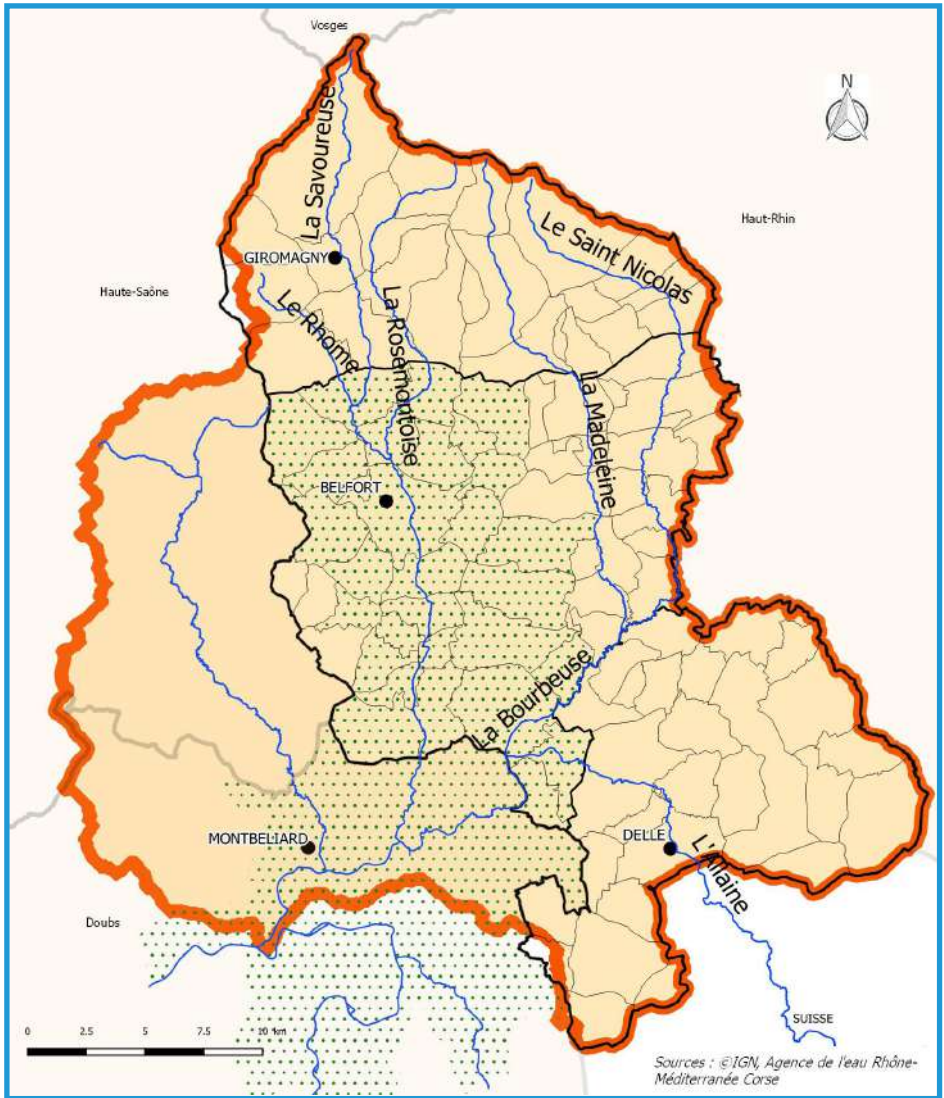 Vosges
N
La Savoureuse
Le Saint Nicolas
Haut-Rhin
GIROMAGNY
Haute-Saône
Le Rhome
La Rosemontoise
La Madeleine
BELFORT
La Bourbeuse
MONTBELIARD
DELLE
L'Allaine
Doubs
SUISSE
0 2.5 5 7.5 10 km
Sources : ©IGN, Agence de l'eau Rhône-
Méditerranée Corse